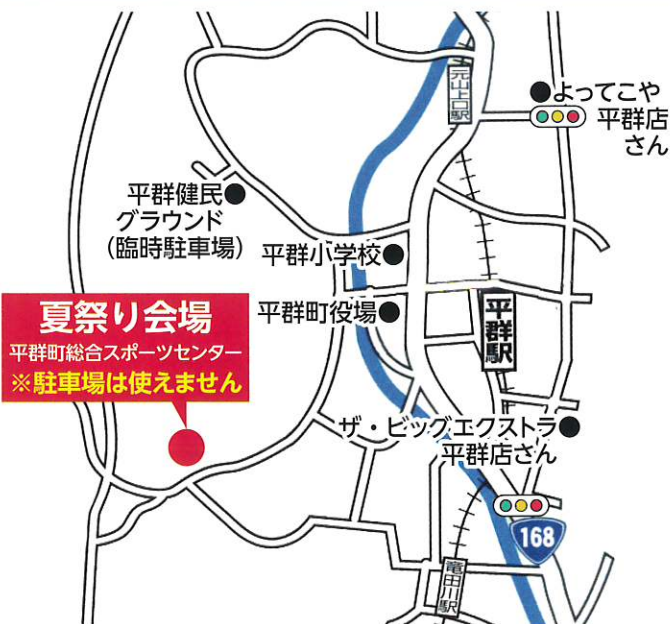 元山上口駅
よってこや
平群店
さん
平群健民
グラウンド
(臨時駐車場)
平群小学校
夏祭り会場
平群町総合スポーツセンター
※駐車場は使えません
平群町役場
平群駅
ザ・ビッグエクストラ
平群店さん
168
竜田川駅